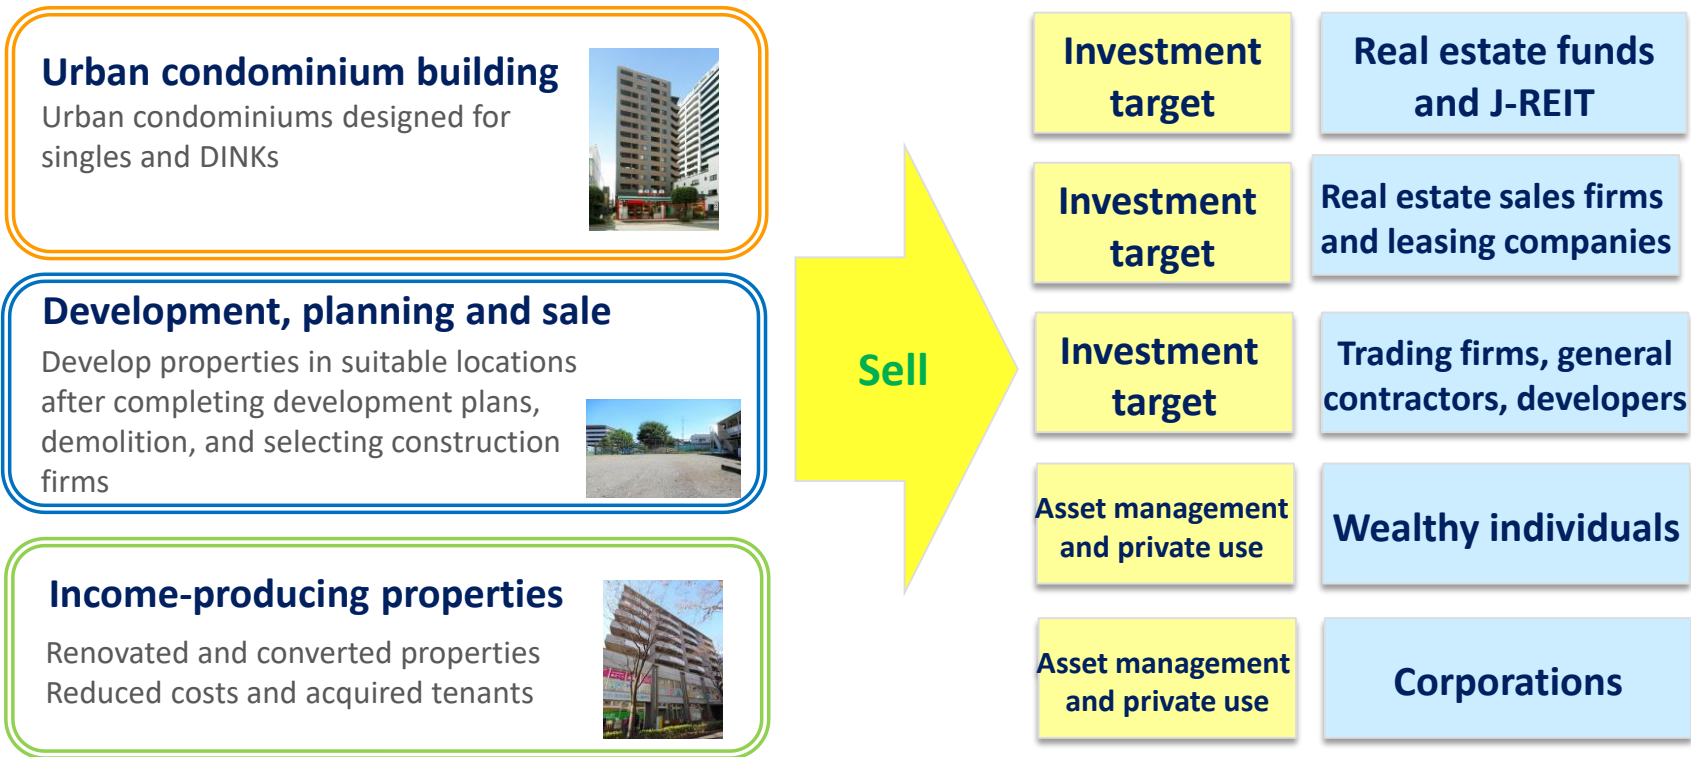 Urban condominium building
Urban condominiums designed for
singles and DINKs
Development, planning and sale
Develop properties in suitable locations
after completing development plans,
demolition, and selecting construction
firms
Income-producing properties
Renovated and converted properties
Reduced costs and acquired tenants
Sell
Investment
target
Real estate funds
and J-REIT
Investment
target
Real estate sales firms
and leasing companies
Investment
target
Trading firms, general
contractors, developers
Asset management
and private use
Wealthy individuals
Asset management
and private use
Corporations